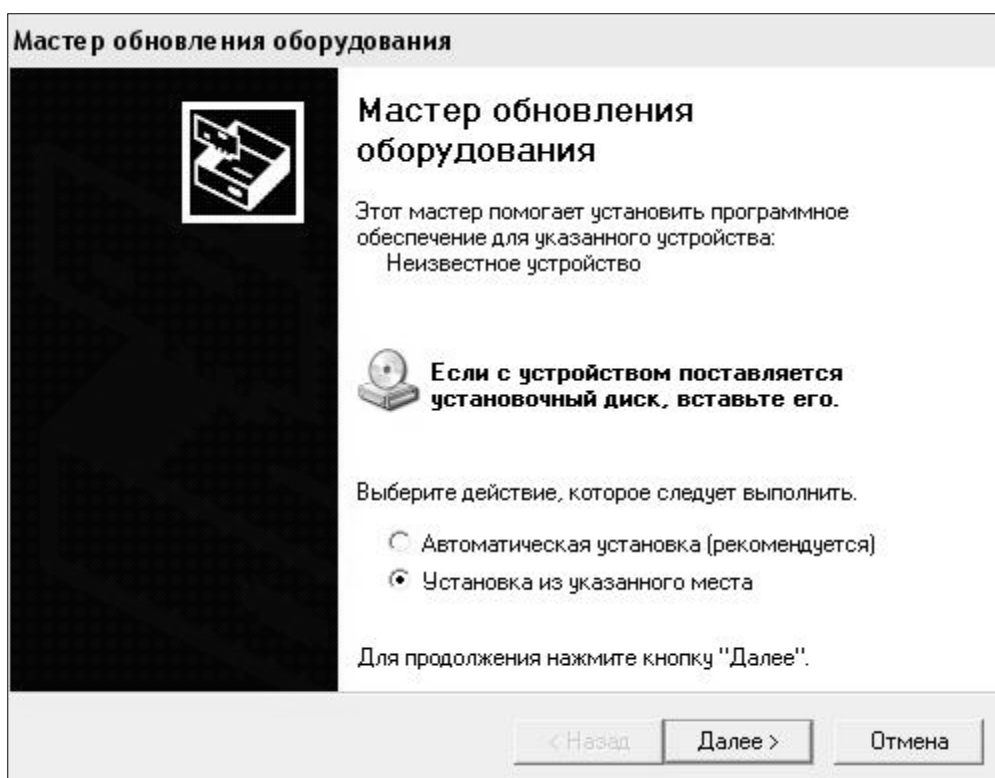 Мастер обновления оборудования
Мастер обновления
оборудования
Этот мастер помогает установить программное
обеспечение для указанного устройства:
Неизвестное устройство
Если с устройством поставляется
установочный диск, вставьте его.
Выберите действие, которое следует выполнить.
Автоматическая установка (рекомендуется)
Установка из указанного места
Для продолжения нажмите кнопку "Далее".
< Назад Далее > Отмена